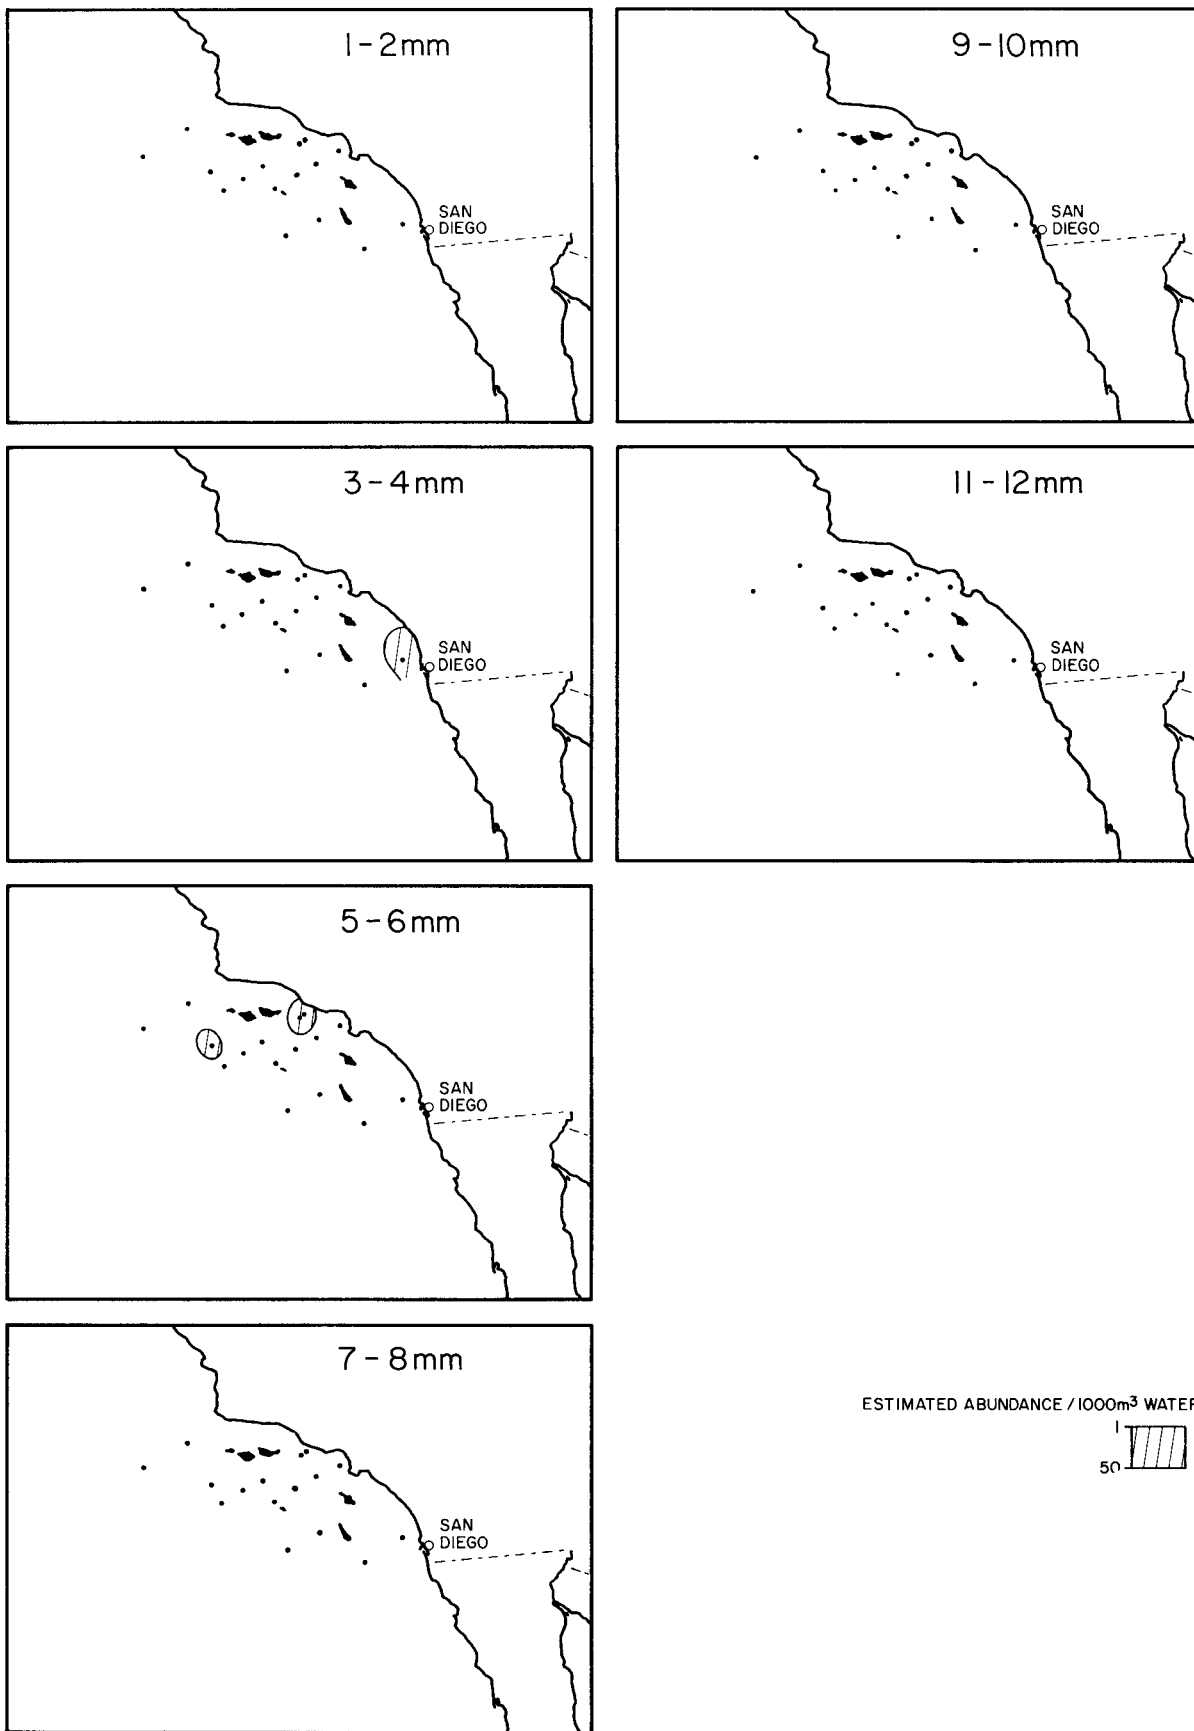 1-2mm
SAN
DIEGO
9-10mm
SAN
DIEGO
3-4mm
SAN
DIEGO
11-12mm
SAN
DIEGO
5-6mm
SAN
DIEGO
7-8mm
SAN
DIEGO
ESTIMATED ABUNDANCE / 1000m³ WATER
1
50